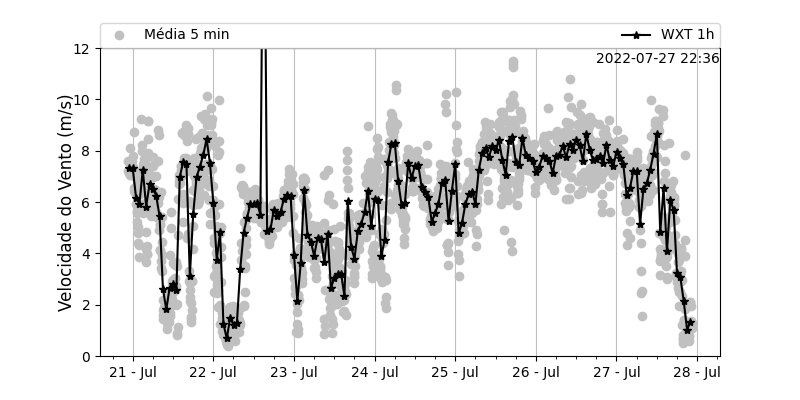 Média 5 min
WXT 1h
2022-07-27 22:36
Velocidade do Vento (m/s)
12
10
8
6
4
2
0
21 - Jul
22 - Jul
23 - Jul
24 - Jul
25 - Jul
26 - Jul
27 - Jul
28 - Jul